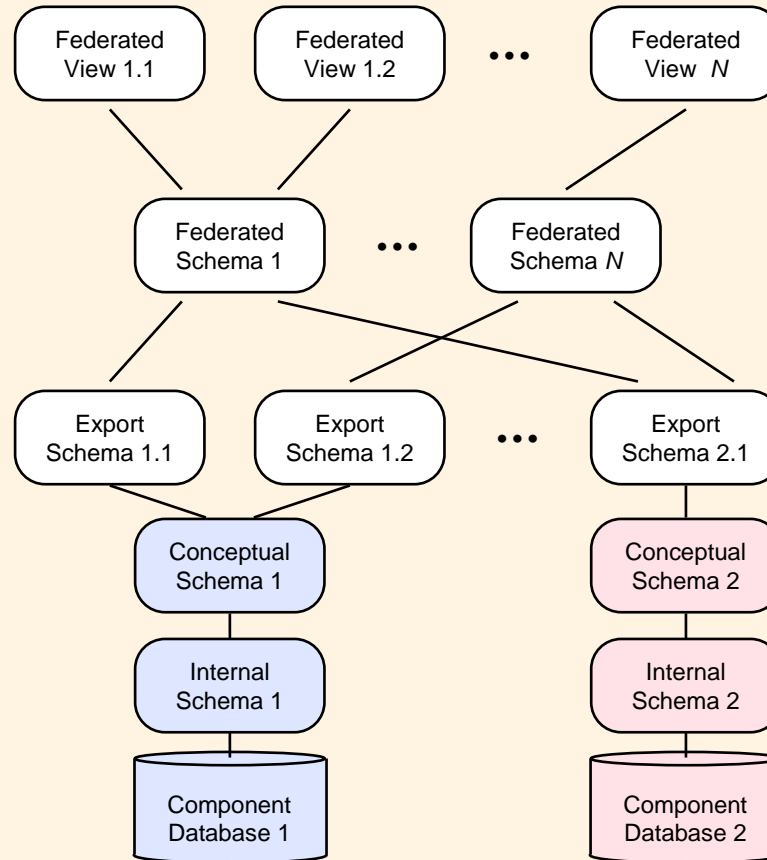 Federated
View 1.1
Federated
View 1.2
•••
Federated
View N
Federated
Schema 1
•••
Federated
Schema N
Export
Schema 1.1
Export
Schema 1.2
•••
Export
Schema 2.1
Conceptual
Schema 1
Conceptual
Schema 2
Internal
Schema 1
Internal
Schema 2
Component
Database 1
Component
Database 2